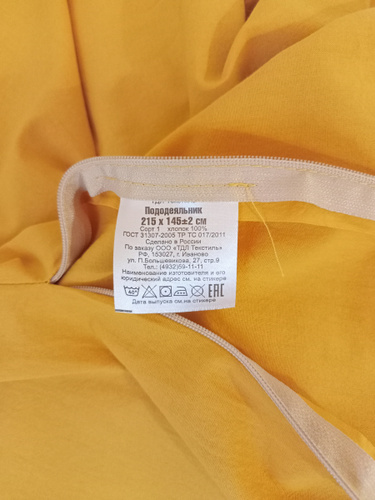 Пододеяльник
215 х 145±2 см
Сорт 1 хлопок 100%
ГОСТ 31307-2005 ТР ТС 017/2011
Сделано в России
По заказу ООО «ТДЛ Текстиль»
РФ, 153027, г. Иваново
ул. П.Большевикова, 27, стр.9
Тел.:(4932)59-11-11
Наименование изготовителя и его
юридический адрес см. на стикере
40°
EAC
Дата выпуска см. на стикере